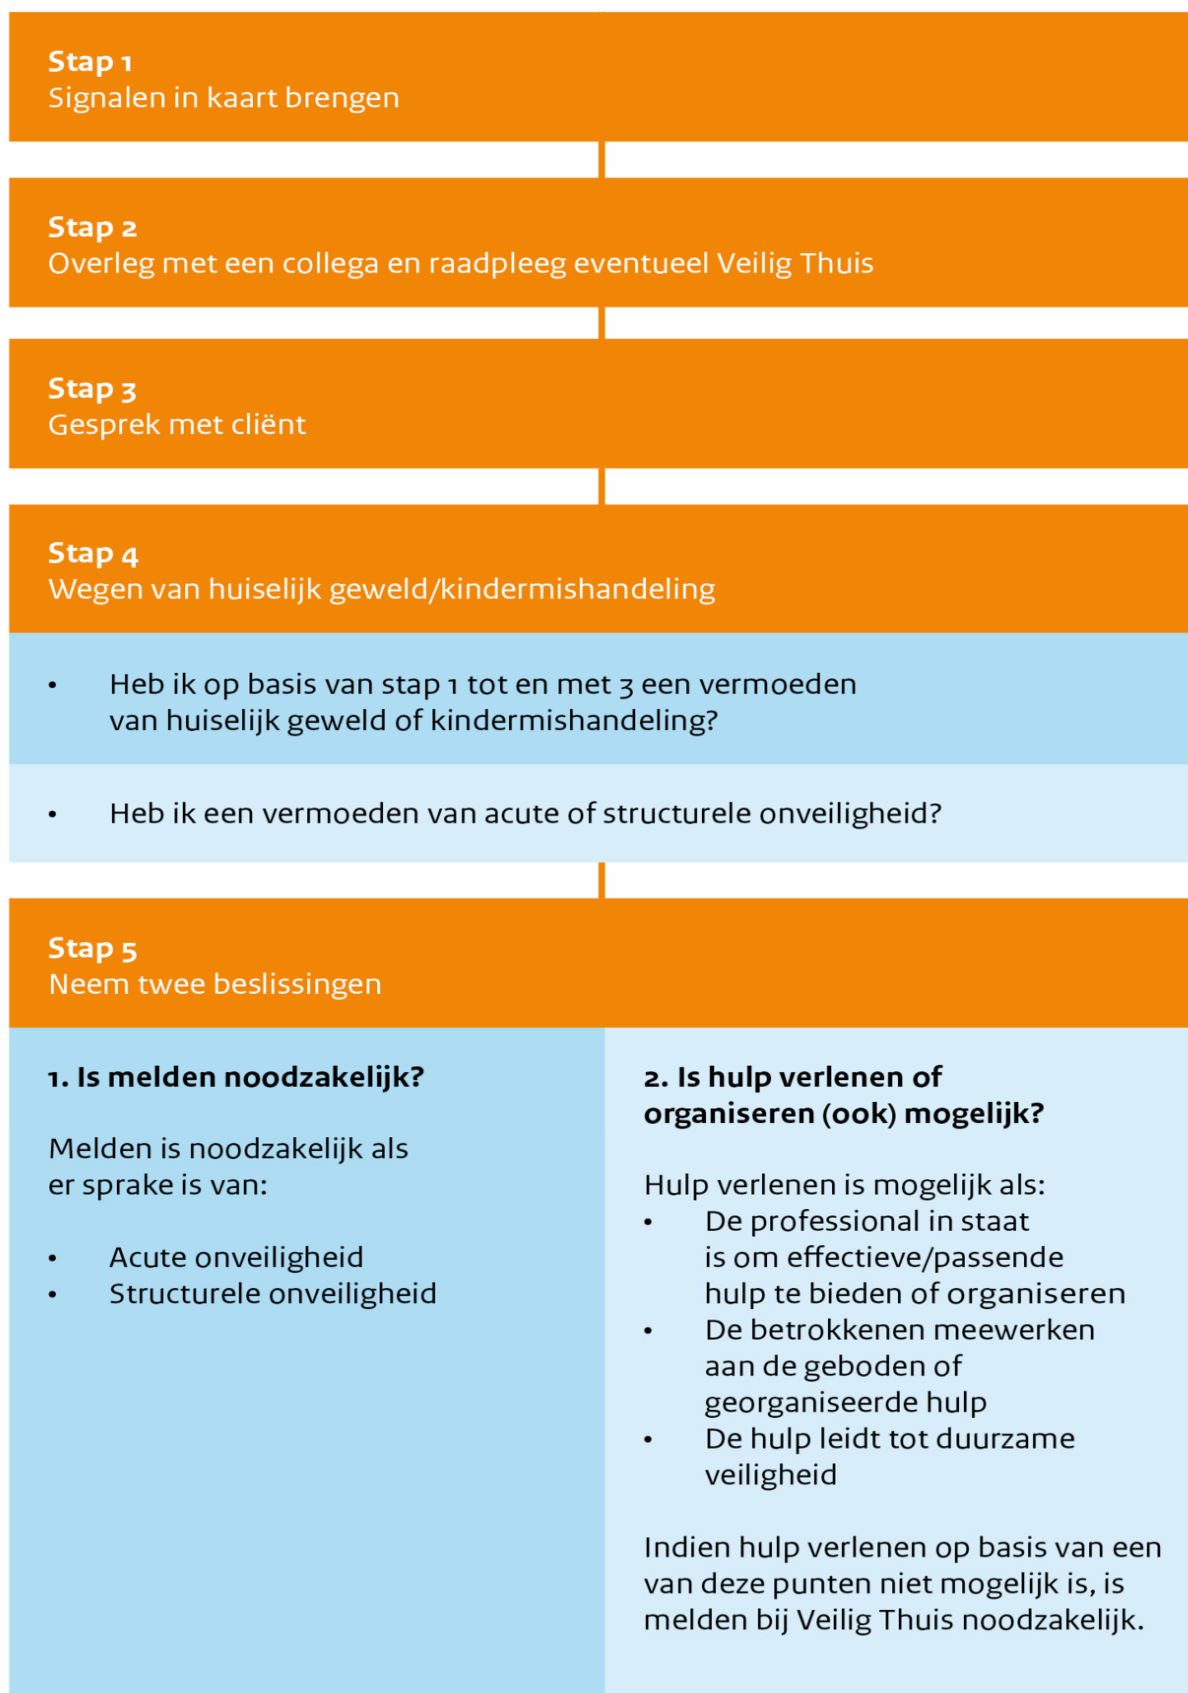 Stap 1
Signalen in kaart brengen
Stap 2
Overleg met een collega en raadpleeg eventueel Veilig Thuis
Stap 3
Gesprek met cliënt
Stap 4
Wegen van huiselijk geweld/kindermishandeling
• Heb ik op basis van stap 1 tot en met 3 een vermoeden
van huiselijk geweld of kindermishandeling?
• Heb ik een vermoeden van acute of structurele onveiligheid?
Stap 5
Neem twee beslissingen
1. Is melden noodzakelijk?
Melden is noodzakelijk als
er sprake is van:
• Acute onveiligheid
• Structurele onveiligheid
2. Is hulp verlenen of
organiseren (ook) mogelijk?
Hulp verlenen is mogelijk als:
• De professional in staat
is om effectieve/passende
hulp te bieden of organiseren
• De betrokkenen meewerken
aan de geboden of
georganiseerde hulp
• De hulp leidt tot duurzame
veiligheid
Indien hulp verlenen op basis van een
van deze punten niet mogelijk is, is
melden bij Veilig Thuis noodzakelijk.